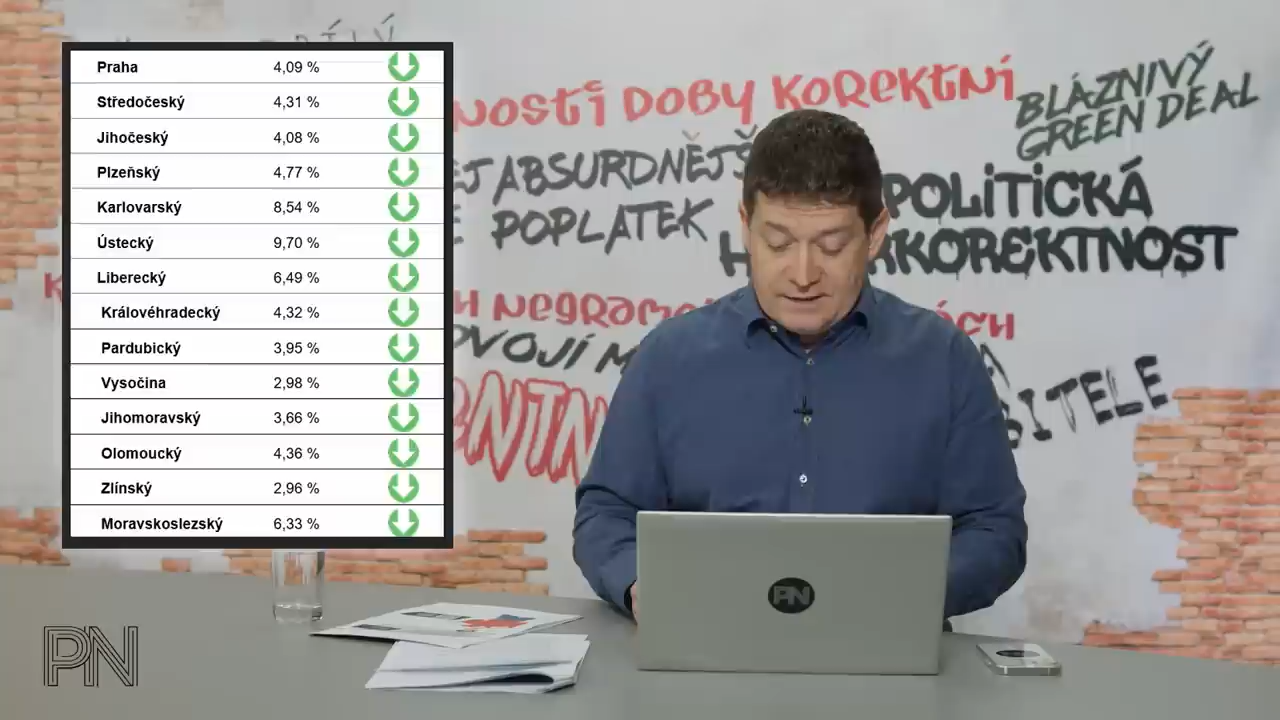 Praha 4,09 %
Středočeský 4,31 %
Jihočeský 4,08 %
Plzeňský 4,77 %
Karlovarský 8,54 %
Ústecký 9,70 %
Liberecký 6,49 %
Královéhradecký 4,32 %
Pardubický 3,95 %
Vysočina 2,98 %
Jihomoravský 3,66 %
Olomoucký 4,36 %
Zlínský 2,96 %
Moravskoslezský 6,33 %
DOBY KOREKTNÍ
BLÁZNIVÝ
GREEN DEAL
POPLATEK
POLITICKÁ
PN
PN